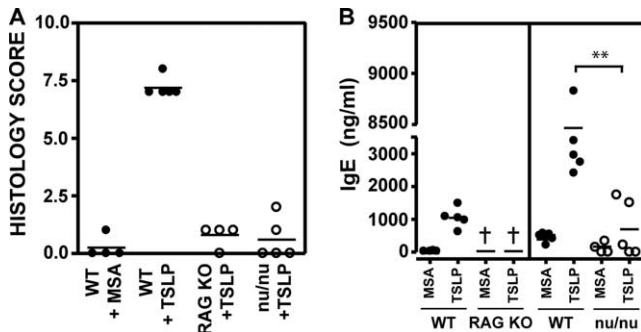 A
HISTOLOGY SCORE
10.0
7.5
5.0
2.5
0.0
WT
+ MSA
WT
+ TSLP
RAG KO
+TSLP
nu/nu
+TSLP
B
IgE (ng/ml)
9500
9000
8500
3000
2000
1000
0
**
† †
MSA TSLP MSA TSLP MSA TSLP MSA TSLP
WT RAG KO WT nu/nu